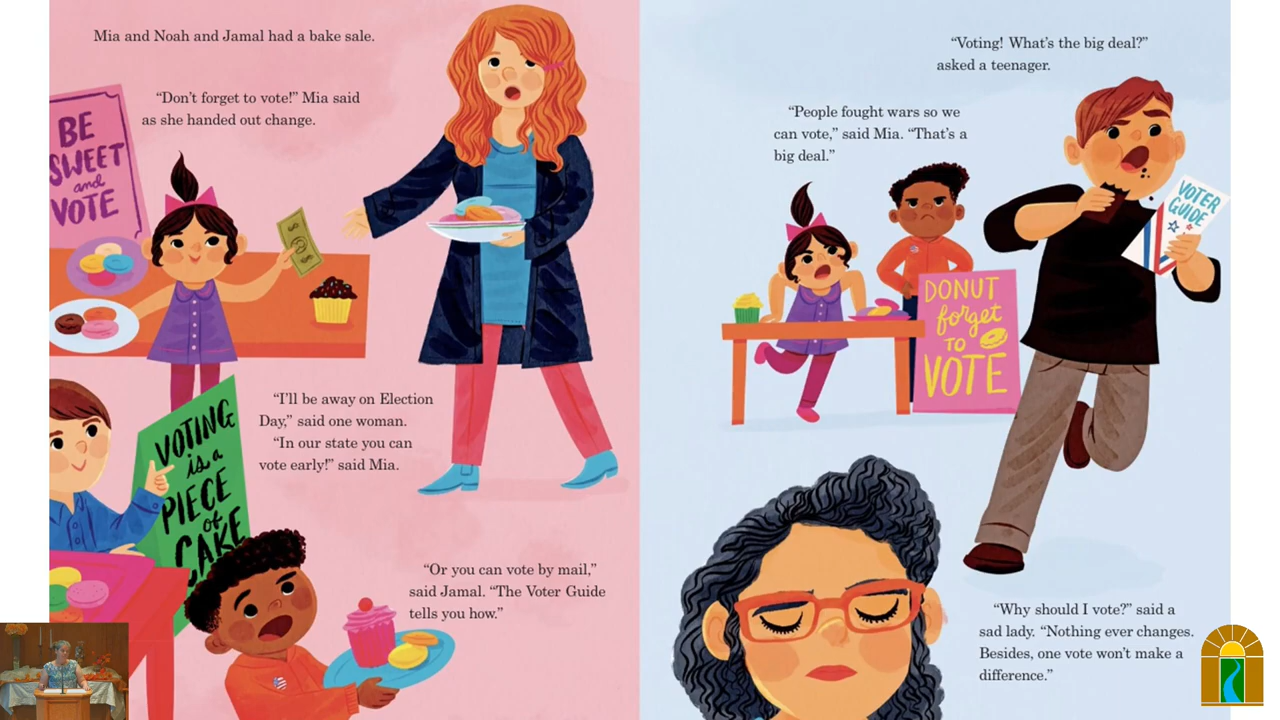 Mia and Noah and Jamal had a bake sale.
“Don’t forget to vote!” Mia said
as she handed out change.
BE
SWEET
and
VOTE
“I’ll be away on Election
Day,” said one woman.
“In our state you can
vote early!” said Mia.
VOTING
is a
PIECE
of
CAKE
“Or you can vote by mail,”
said Jamal. “The Voter Guide
tells you how.”
“Voting! What’s the big deal?”
asked a teenager.
“People fought wars so we
can vote,” said Mia. “That’s a
big deal.”
VOTER
GUIDE
DONUT
forget
TO
VOTE
“Why should I vote?” said a
sad lady. “Nothing ever changes.
Besides, one vote won’t make a
difference.”